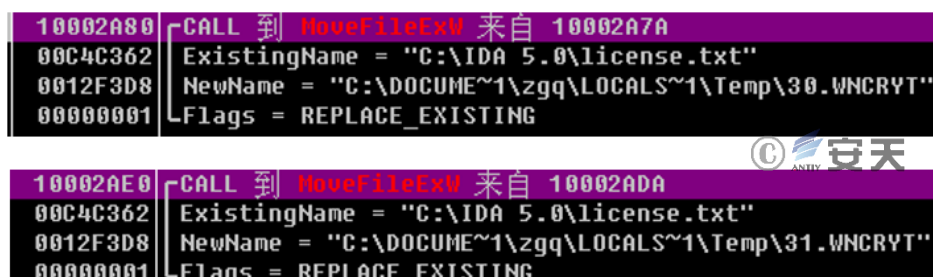 10002A80 CALL 到 MoveFileExW 来自 10002A7A
00C4C362 ExistingName = "C:\IDA 5.0\license.txt"
0012F3D8 NewName = "C:\DOCUME~1\zgq\LOCALS~1\Temp\30.WNCRYT"
00000001 Flags = REPLACE_EXISTING
© ANTIY 安天
10002AE0 CALL 到 MoveFileExW 来自 10002ADA
00C4C362 ExistingName = "C:\IDA 5.0\license.txt"
0012F3D8 NewName = "C:\DOCUME~1\zgq\LOCALS~1\Temp\31.WNCRYT"
00000001 Flags = REPLACE_EXISTING